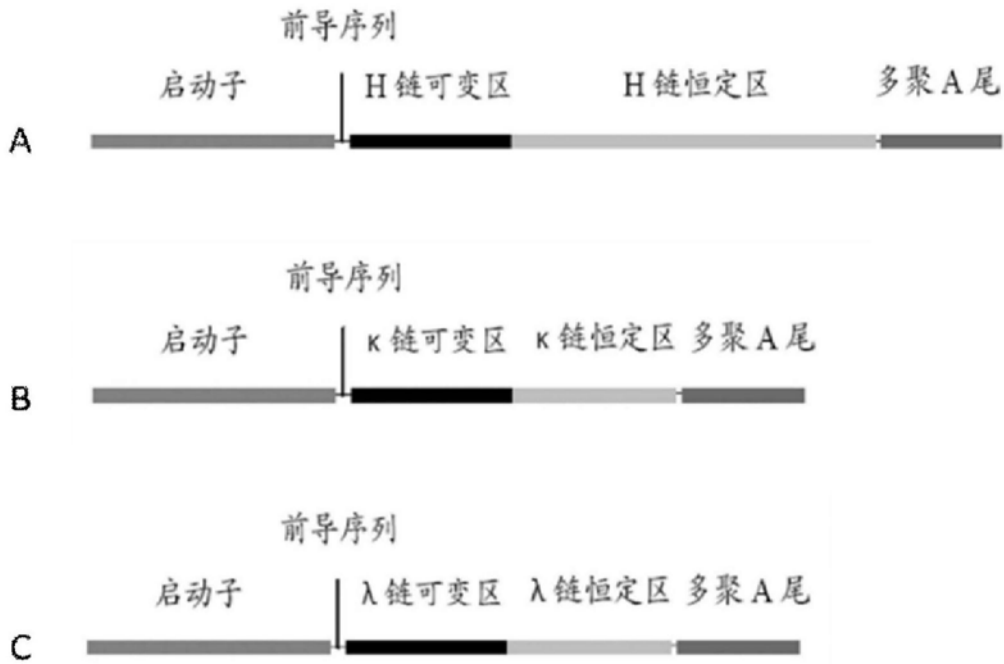 前导序列
启动子 H 链可变区 H 链恒定区 多聚 A 尾
A
前导序列
启动子 κ 链可变区 κ 链恒定区 多聚 A 尾
B
前导序列
启动子 λ 链可变区 λ 链恒定区 多聚 A 尾
C